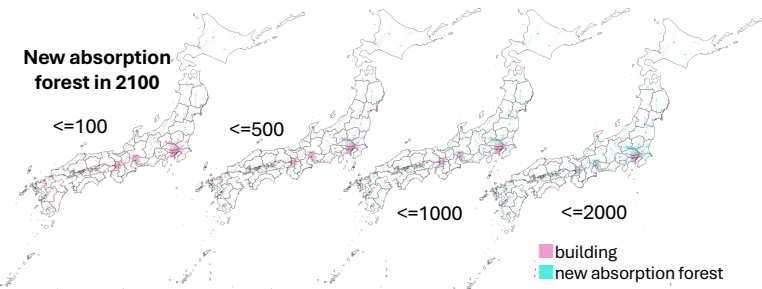 New absorption
forest in 2100
<=100
<=500
<=1000
<=2000
building
new absorption forest